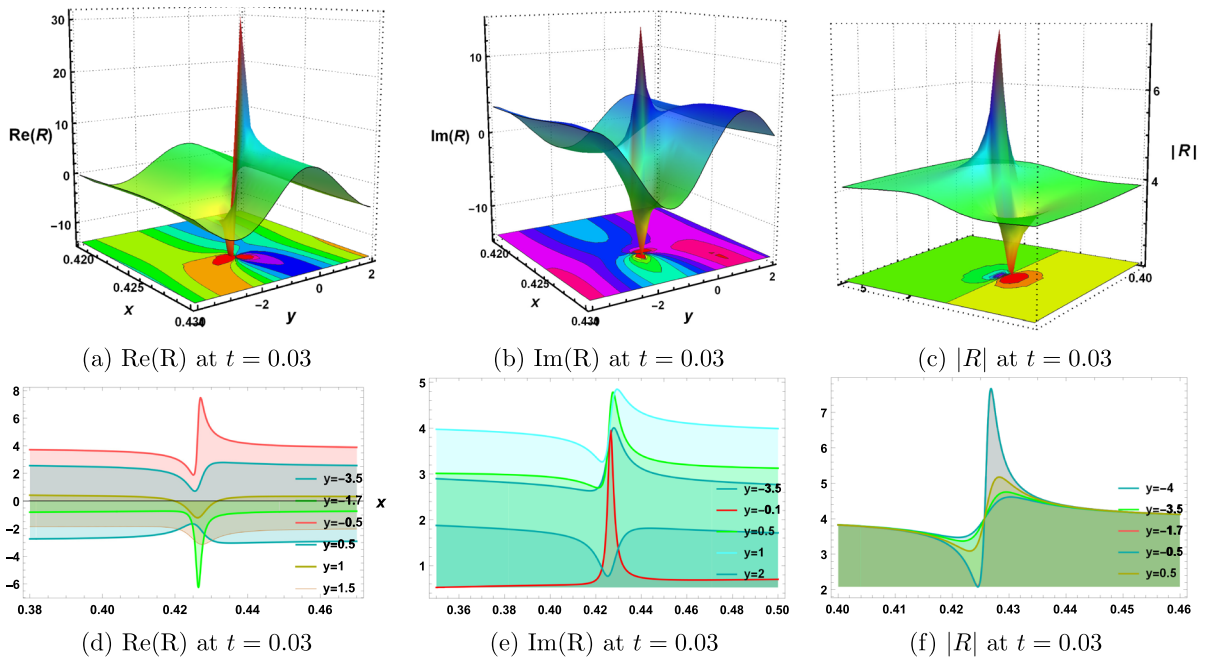 30
20
10
0
−10
Re(R)
0.420
0.425
0.430
x
−4
−2
0
2
y
10
0
−10
Im(R)
0.420
0.425
0.430
x
−2
0
2
y
6
4
|R|
5
0.40
(a) Re(R) at t = 0.03
(b) Im(R) at t = 0.03
(c) |R| at t = 0.03
8
6
4
2
0
−2
−4
−6
0.38
0.40
0.42
0.44
0.46
x
y=−3.5
y=−1.7
y=−0.5
y=0.5
y=1
y=1.5
5
4
3
2
1
0.36
0.38
0.40
0.42
0.44
0.46
0.48
0.50
y=−3.5
y=−0.1
y=0.5
y=1
y=2
7
6
5
4
3
2
0.40
0.41
0.42
0.43
0.44
0.45
0.46
y=−4
y=−3.5
y=−1.7
y=−0.5
y=0.5
(d) Re(R) at t = 0.03
(e) Im(R) at t = 0.03
(f) |R| at t = 0.03